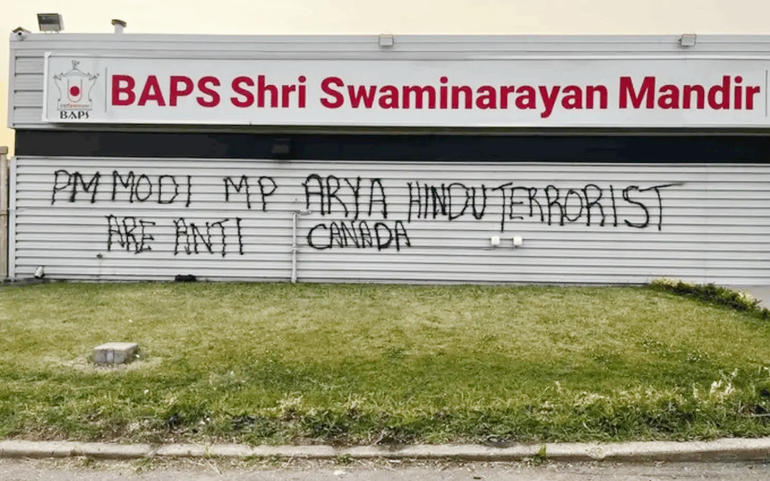 BAPS Shri Swaminarayan Mandir
BAPS
PM MODI MP ARYA HINDU TERRORIST
ARE ANTI CANADA